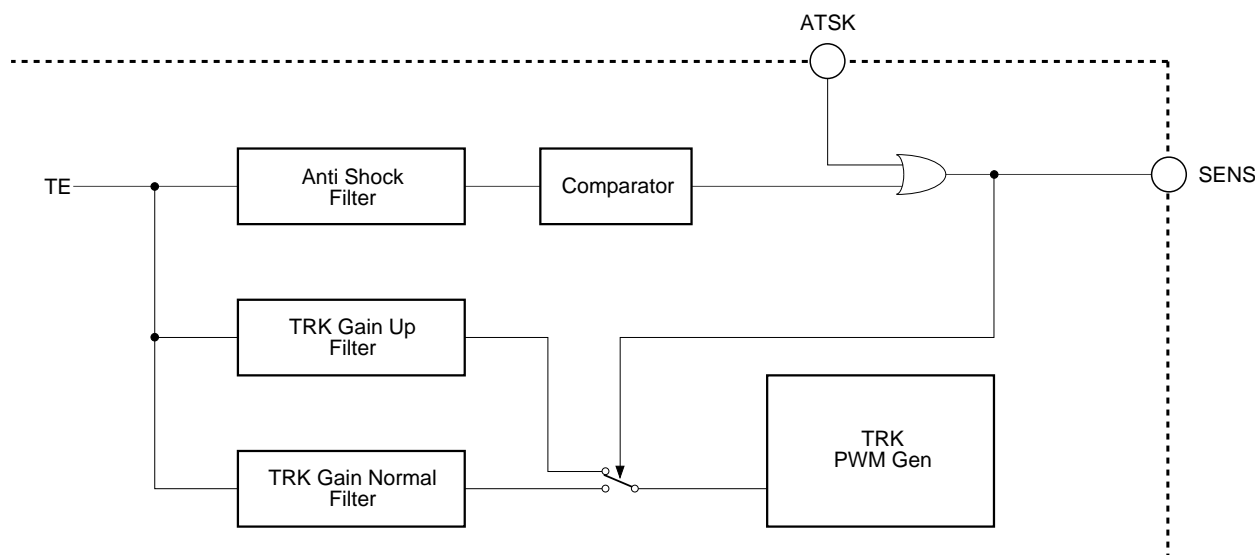 ATSK
TE
Anti Shock
Filter
Comparator
SENS
TRK Gain Up
Filter
TRK Gain Normal
Filter
TRK
PWM Gen